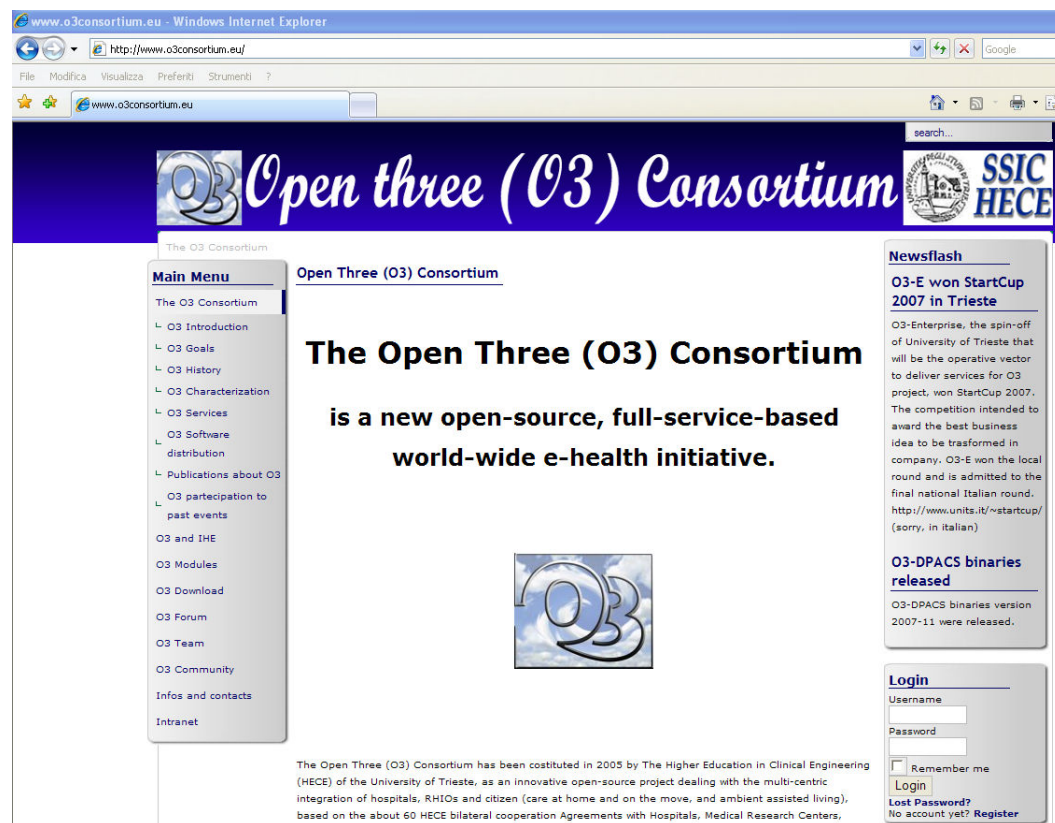 www.o3consortium.eu - Windows Internet Explorer
http://www.o3consortium.eu/
Google
File Modifica Visualizza Preferiti Strumenti ?
www.o3consortium.eu
search...
O3
Open three (O3) Consortium
SSIC
HECE
The O3 Consortium
Main Menu
The O3 Consortium
O3 Introduction
O3 Goals
O3 History
O3 Characterization
O3 Services
O3 Software
distribution
Publications about O3
O3 partecipation to
past events
O3 and IHE
O3 Modules
O3 Download
O3 Forum
O3 Team
O3 Community
Infos and contacts
Intranet
Open Three (O3) Consortium
The Open Three (O3) Consortium
is a new open-source, full-service-based
world-wide e-health initiative.
O3
The Open Three (O3) Consortium has been costituted in 2005 by The Higher Education in Clinical Engineering
(HECE) of the University of Trieste, as an innovative open-source project dealing with the multi-centric
integration of hospitals, RHIOs and citizen (care at home and on the move, and ambient assisted living),
based on the about 60 HECE bilateral cooperation Agreements with Hospitals, Medical Research Centers,
Newsflash
O3-E won StartCup
2007 in Trieste
O3-Enterprise, the spin-off
of University of Trieste that
will be the operative vector
to deliver services for O3
project, won StartCup 2007.
The competition intended to
award the best business
idea to be trasformed in
company. O3-E won the local
round and is admitted to the
final national Italian round.
http://www.units.it/~startcup/
(sorry, in italian)
O3-DPACS binaries
released
O3-DPACS binaries version
2007-11 were released.
Login
Username
Password
Remember me
Login
Lost Password?
No account yet? Register